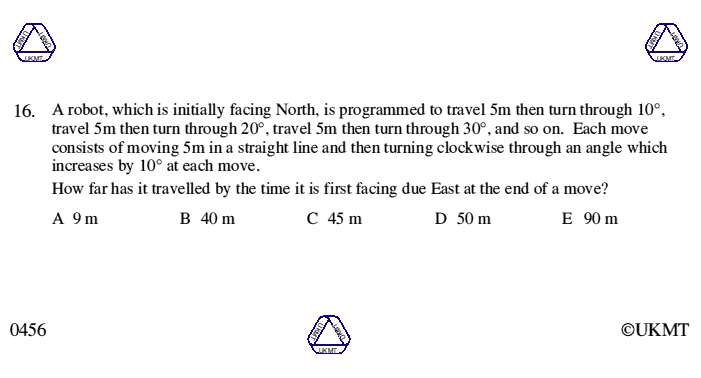 UKMT UKMT UKMT
UKMT UKMT UKMT
16. A robot, which is initially facing North, is programmed to travel 5m then turn through 10°,
travel 5m then turn through 20°, travel 5m then turn through 30°, and so on. Each move
consists of moving 5m in a straight line and then turning clockwise through an angle which
increases by 10° at each move.
How far has it travelled by the time it is first facing due East at the end of a move?
A 9 m B 40 m C 45 m D 50 m E 90 m
0456
UKMT UKMT UKMT
©UKMT